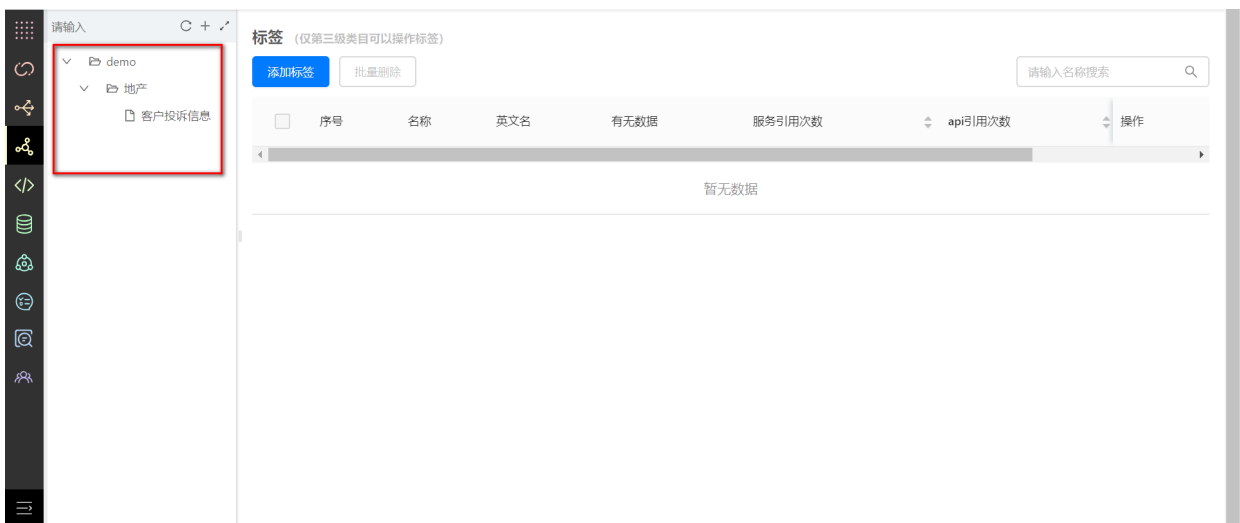 请输入
标签 (仅第三级类目可以操作标签)
demo
添加标签 批量删除 请输入名称搜索
地产
客户投诉信息
序号 名称 英文名 有无数据 服务引用次数 api引用次数 操作
暂无数据